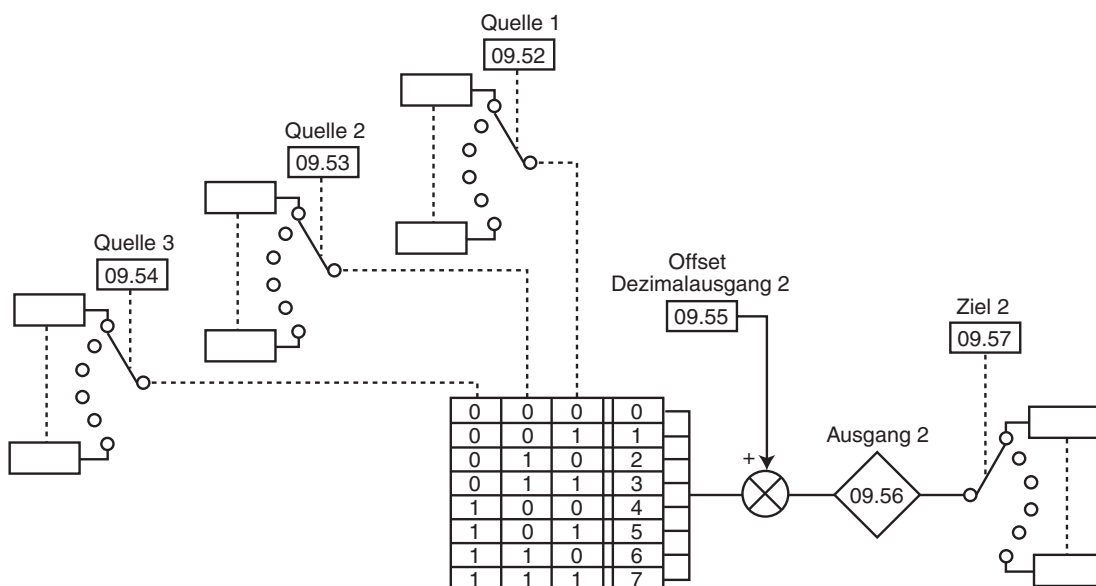 Quelle 1
09.52
Quelle 2
09.53
Quelle 3
09.54
Offset
Dezimalausgang 2
09.55
Ziel 2
09.57
0 0 0 0
0 0 1 1
0 1 0 2
0 1 1 3
1 0 0 4
1 0 1 5
1 1 0 6
1 1 1 7
+
Ausgang 2
09.56